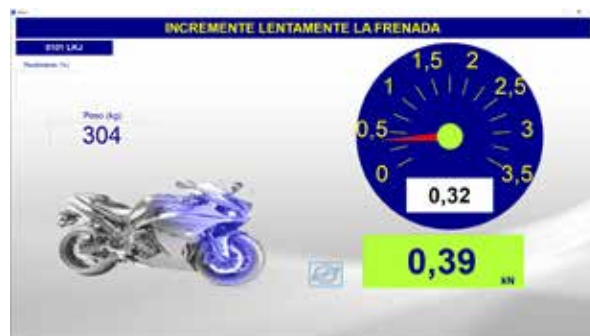 INCREMENTE LENTAMENTE LA FRENADA
0101 LKJ
Peso (kg)
304
0
0,5
1
1,5
2
2,5
3
3,5
0,32
0,39
kN